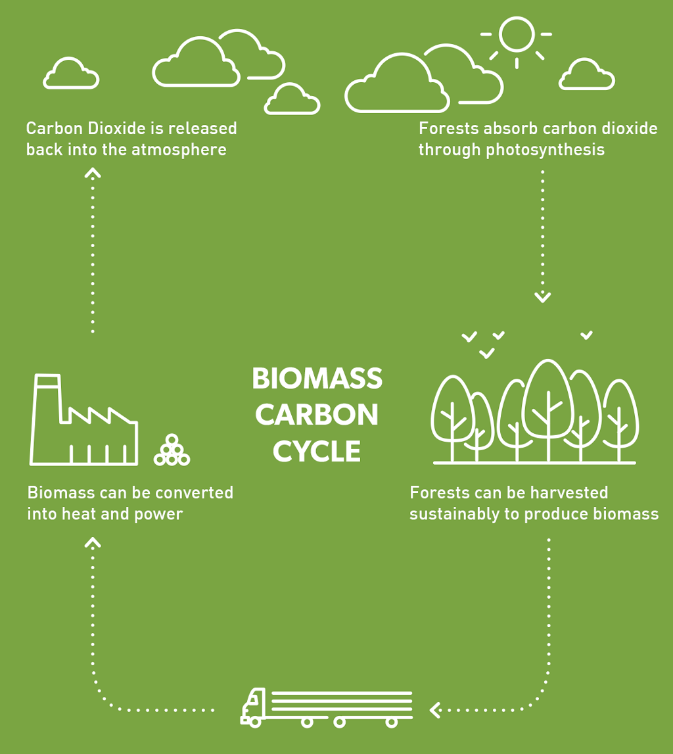 Carbon Dioxide is released
back into the atmosphere
Forests absorb carbon dioxide
through photosynthesis
BIOMASS
CARBON
CYCLE
Biomass can be converted
into heat and power
Forests can be harvested
sustainably to produce biomass